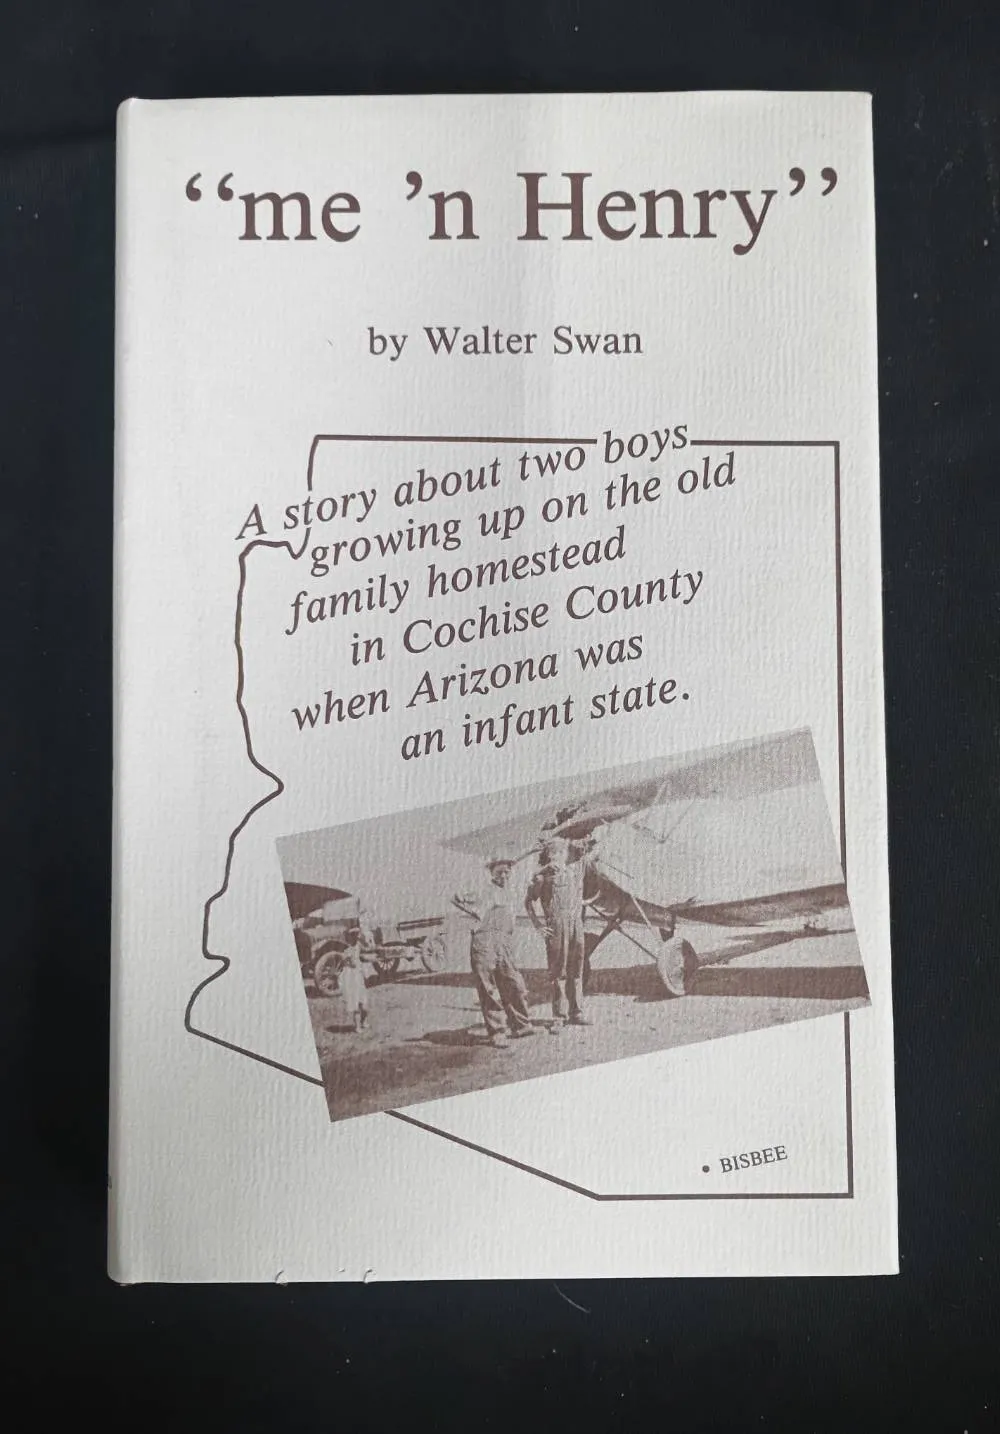 ‘‘me ’n Henry’’
by Walter Swan
A story about two boys
growing up on the old
family homestead
in Cochise County
when Arizona was
an infant state.
• BISBEE